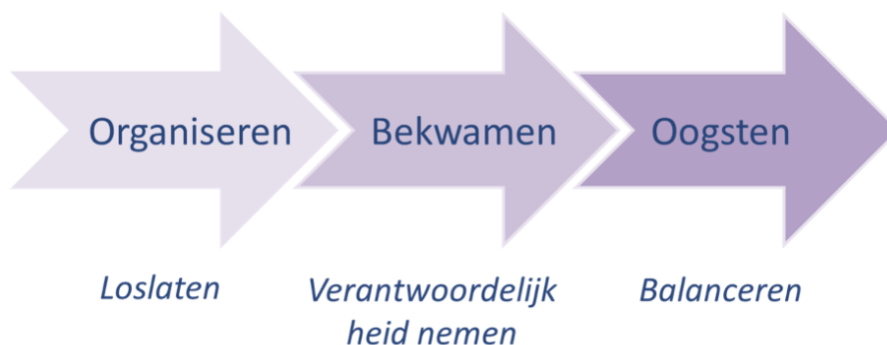 Organiseren
Bekwamen
Oogsten
Loslaten
Verantwoordelijk
heid nemen
Balanceren